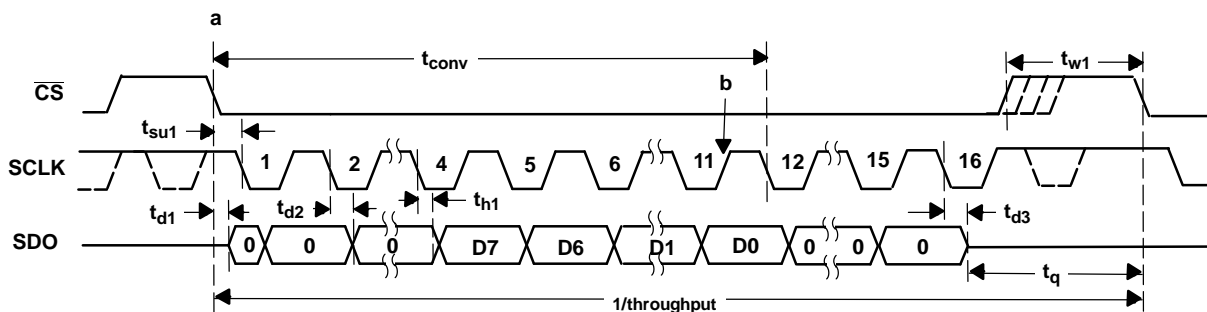 a
tconv
tw1
CS
b
tsu1
1 2 4 5 6 11 12 15 16
SCLK
td1
td2
th1
td3
SDO
0 0 0 D7 D6 D1 D0 0 0 0
tq
1/throughput